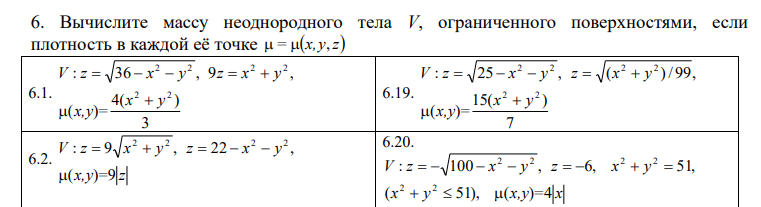 6. Вычислите массу неоднородного тела V, ограниченного поверхностями, если
плотность в каждой её точке μ = μ(x,y,z)
6.1. V : z = √(36 − x² − y²), 9z = x² + y²,
μ(x,y)= 4(x² + y²)/3
6.19. V : z = √(25 − x² − y²), z = √((x² + y²)/99),
μ(x,y)= 15(x² + y²)/7
6.2. V : z = 9√(x² + y²), z = 22 − x² − y²,
μ(x,y)=9|z|
6.20.
V : z = −√(100 − x² − y²), z = −6, x² + y² = 51,
(x² + y² ≤ 51), μ(x,y)=4|x|